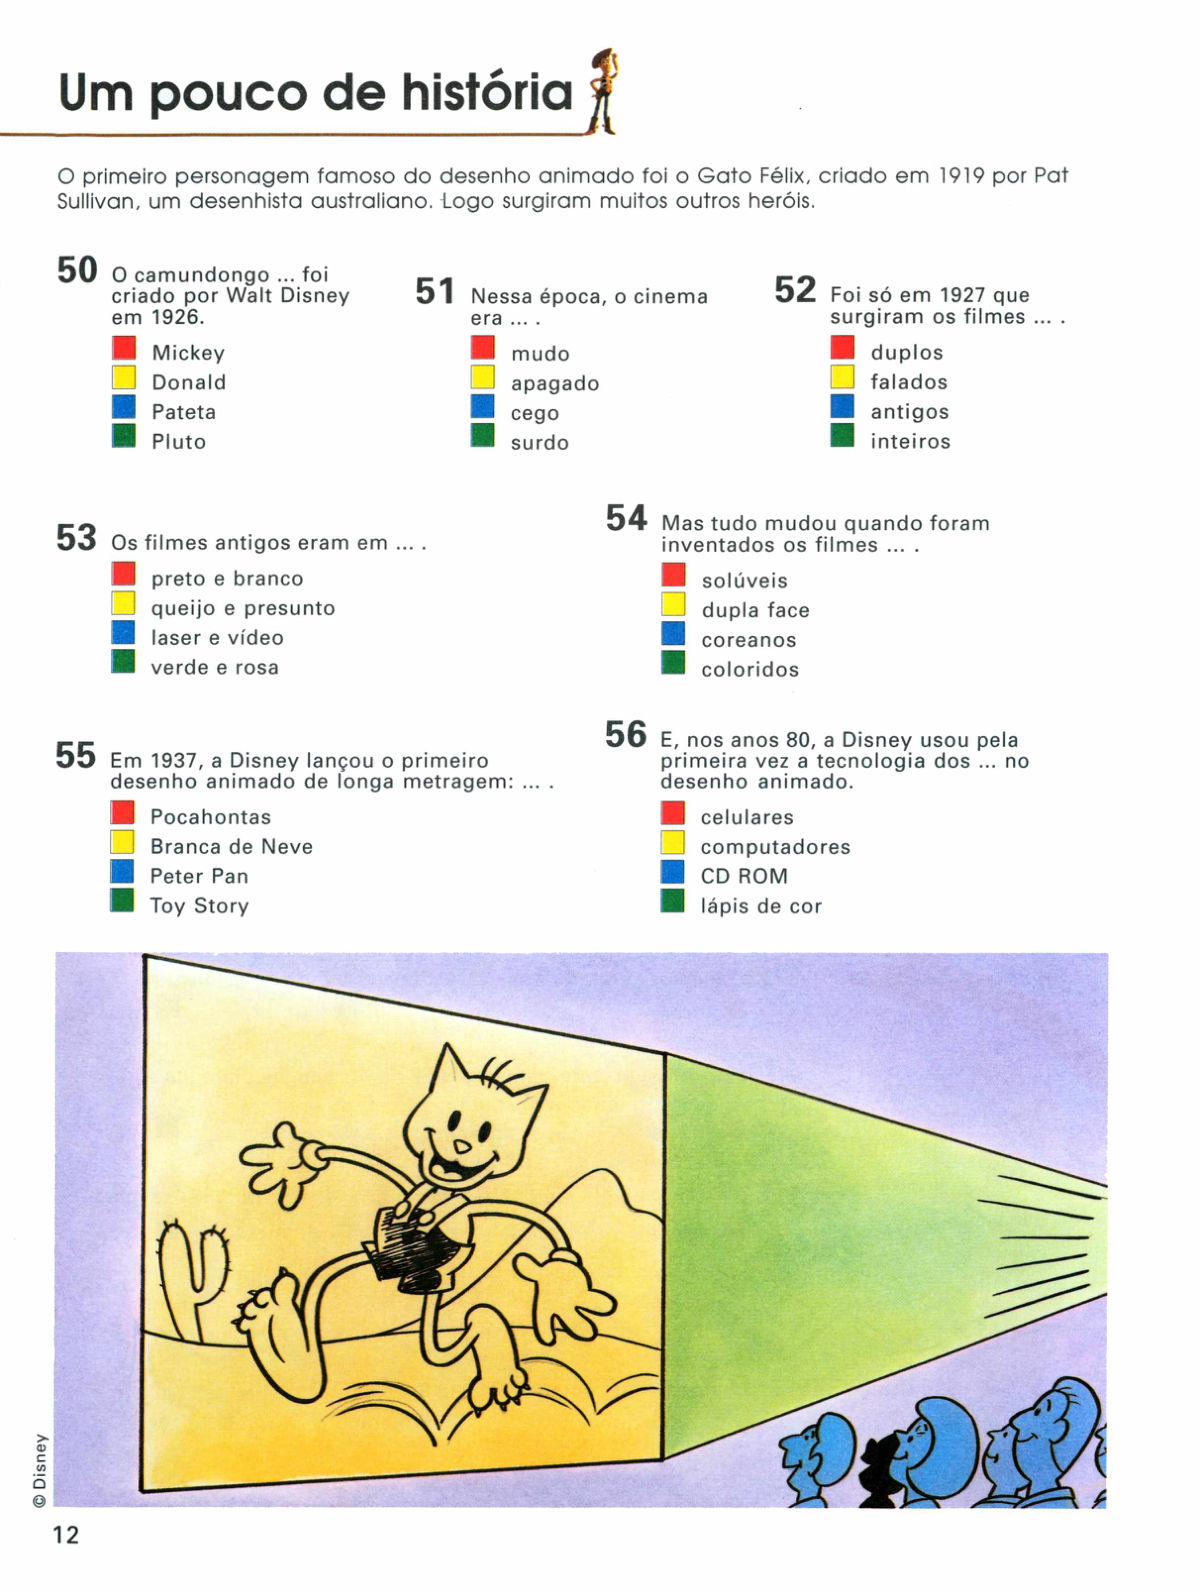 Um pouco de história
O primeiro personagem famoso do desenho animado foi o Gato Félix, criado em 1919 por Pat
Sullivan, um desenhista australiano. Logo surgiram muitos outros heróis.
50 O camundongo ... foi
criado por Walt Disney
em 1926.
Mickey
Donald
Pateta
Pluto
51 Nessa época, o cinema
era ... .
mudo
apagado
cego
surdo
52 Foi só em 1927 que
surgiram os filmes ... .
duplos
falados
antigos
inteiros
53 Os filmes antigos eram em ... .
preto e branco
queijo e presunto
laser e vídeo
verde e rosa
54 Mas tudo mudou quando foram
inventados os filmes ... .
solúveis
dupla face
coreanos
coloridos
55 Em 1937, a Disney lançou o primeiro
desenho animado de longa metragem: ... .
Pocahontas
Branca de Neve
Peter Pan
Toy Story
56 E, nos anos 80, a Disney usou pela
primeira vez a tecnologia dos ... no
desenho animado.
celulares
computadores
CD ROM
lápis de cor
© Disney
12